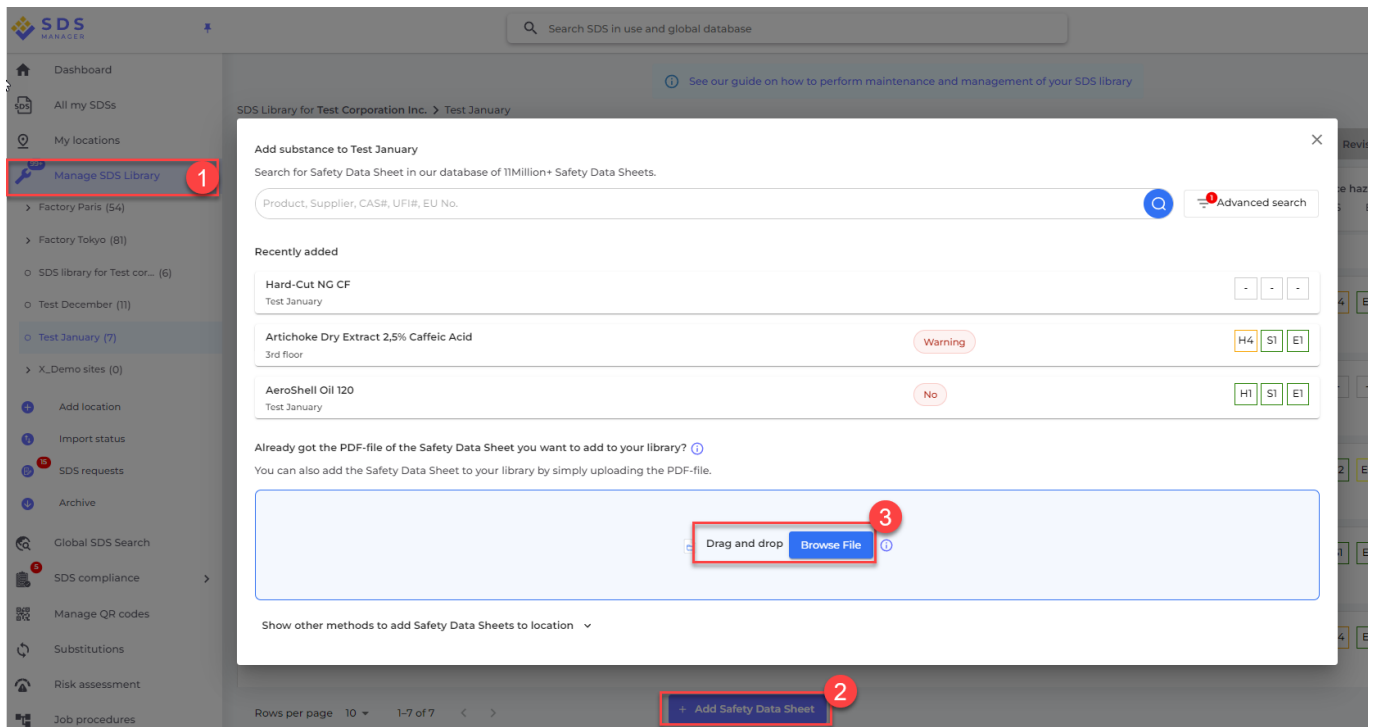 SDS
MANAGER
Search SDS in use and global database
Dashboard
All my SDSs
My locations
99+
Manage SDS Library
1
Factory Paris (54)
Factory Tokyo (81)
SDS library for Test cor... (6)
Test December (11)
Test January (7)
X_Demo sites (0)
Add location
Import status
15
SDS requests
Archive
Global SDS Search
5
SDS compliance
Manage QR codes
Substitutions
Risk assessment
Job procedures
See our guide on how to perform maintenance and management of your SDS library
SDS Library for Test Corporation Inc. > Test January
Add substance to Test January
Search for Safety Data Sheet in our database of 11Million+ Safety Data Sheets.
Product, Supplier, CAS#, UFI#, EU No.
1
Advanced search
Recently added
Hard-Cut NG CF
Test January
- - -
Artichoke Dry Extract 2,5% Caffeic Acid
3rd floor
Warning
H4 S1 E1
AeroShell Oil 120
Test January
No
H1 S1 E1
Already got the PDF-file of the Safety Data Sheet you want to add to your library?
You can also add the Safety Data Sheet to your library by simply uploading the PDF-file.
3
Drag and drop Browse File
Show other methods to add Safety Data Sheets to location
2
Rows per page 10 1–7 of 7
+ Add Safety Data Sheet